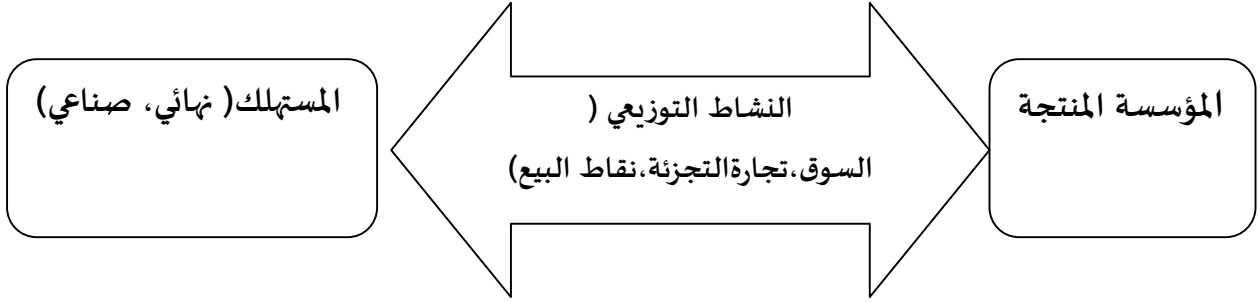 المؤسسة المنتجة
النشاط التوزيعي (
السوق،تجارةالتجزئة،نقاط البيع)
المستهلك( نهائي، صناعي)